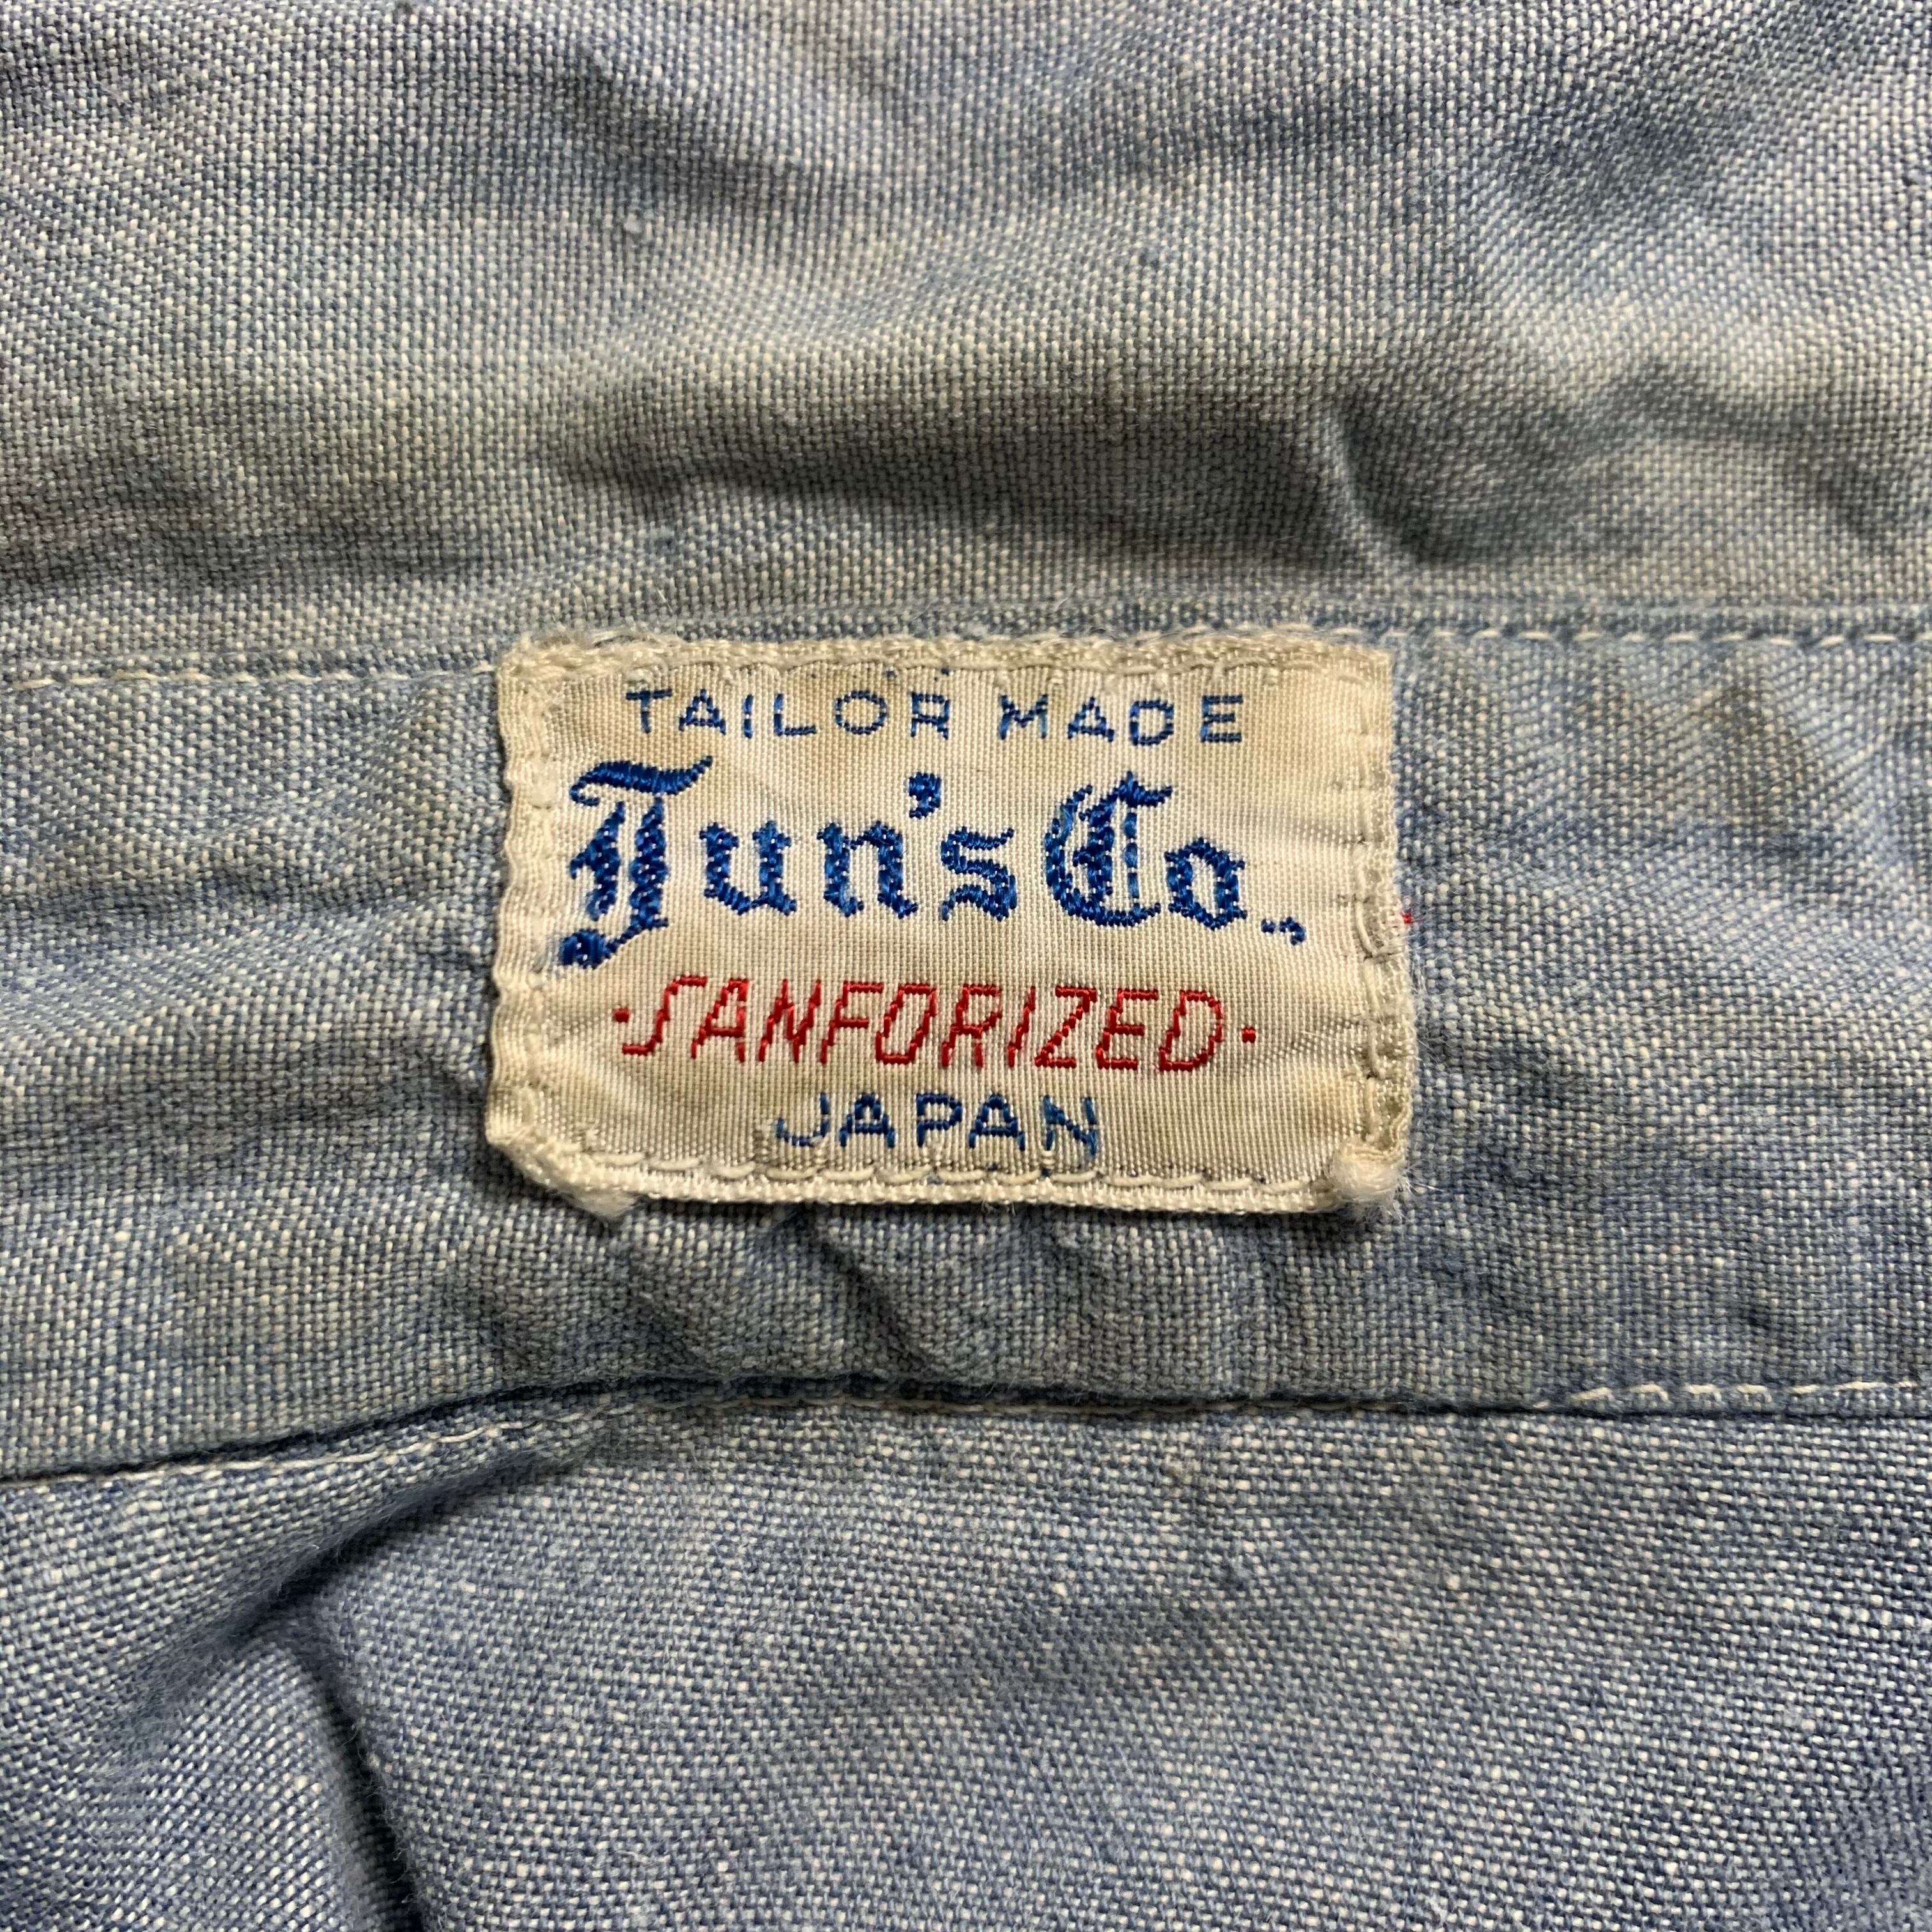 TAILOR MADE
Jun's Co.,
·SANFORIZED·
JAPAN